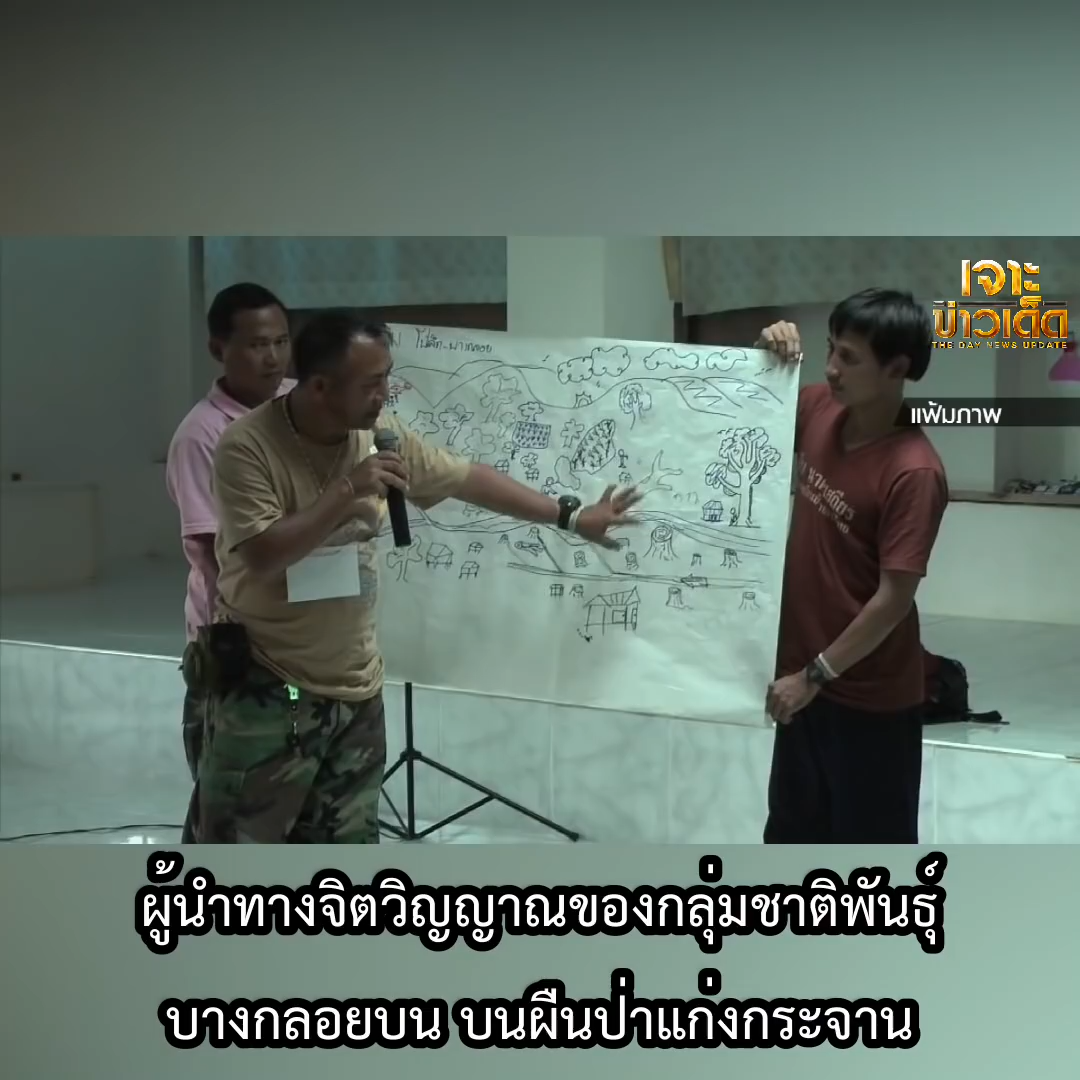 เจาะ
ข่าวเด็ด
THE DAY NEWS UPDATE
แฟ้มภาพ
ผู้นำทางจิตวิญญาณของกลุ่มชาติพันธุ์
บางกลอยบน บนผืนป่าแก่งกระจาน